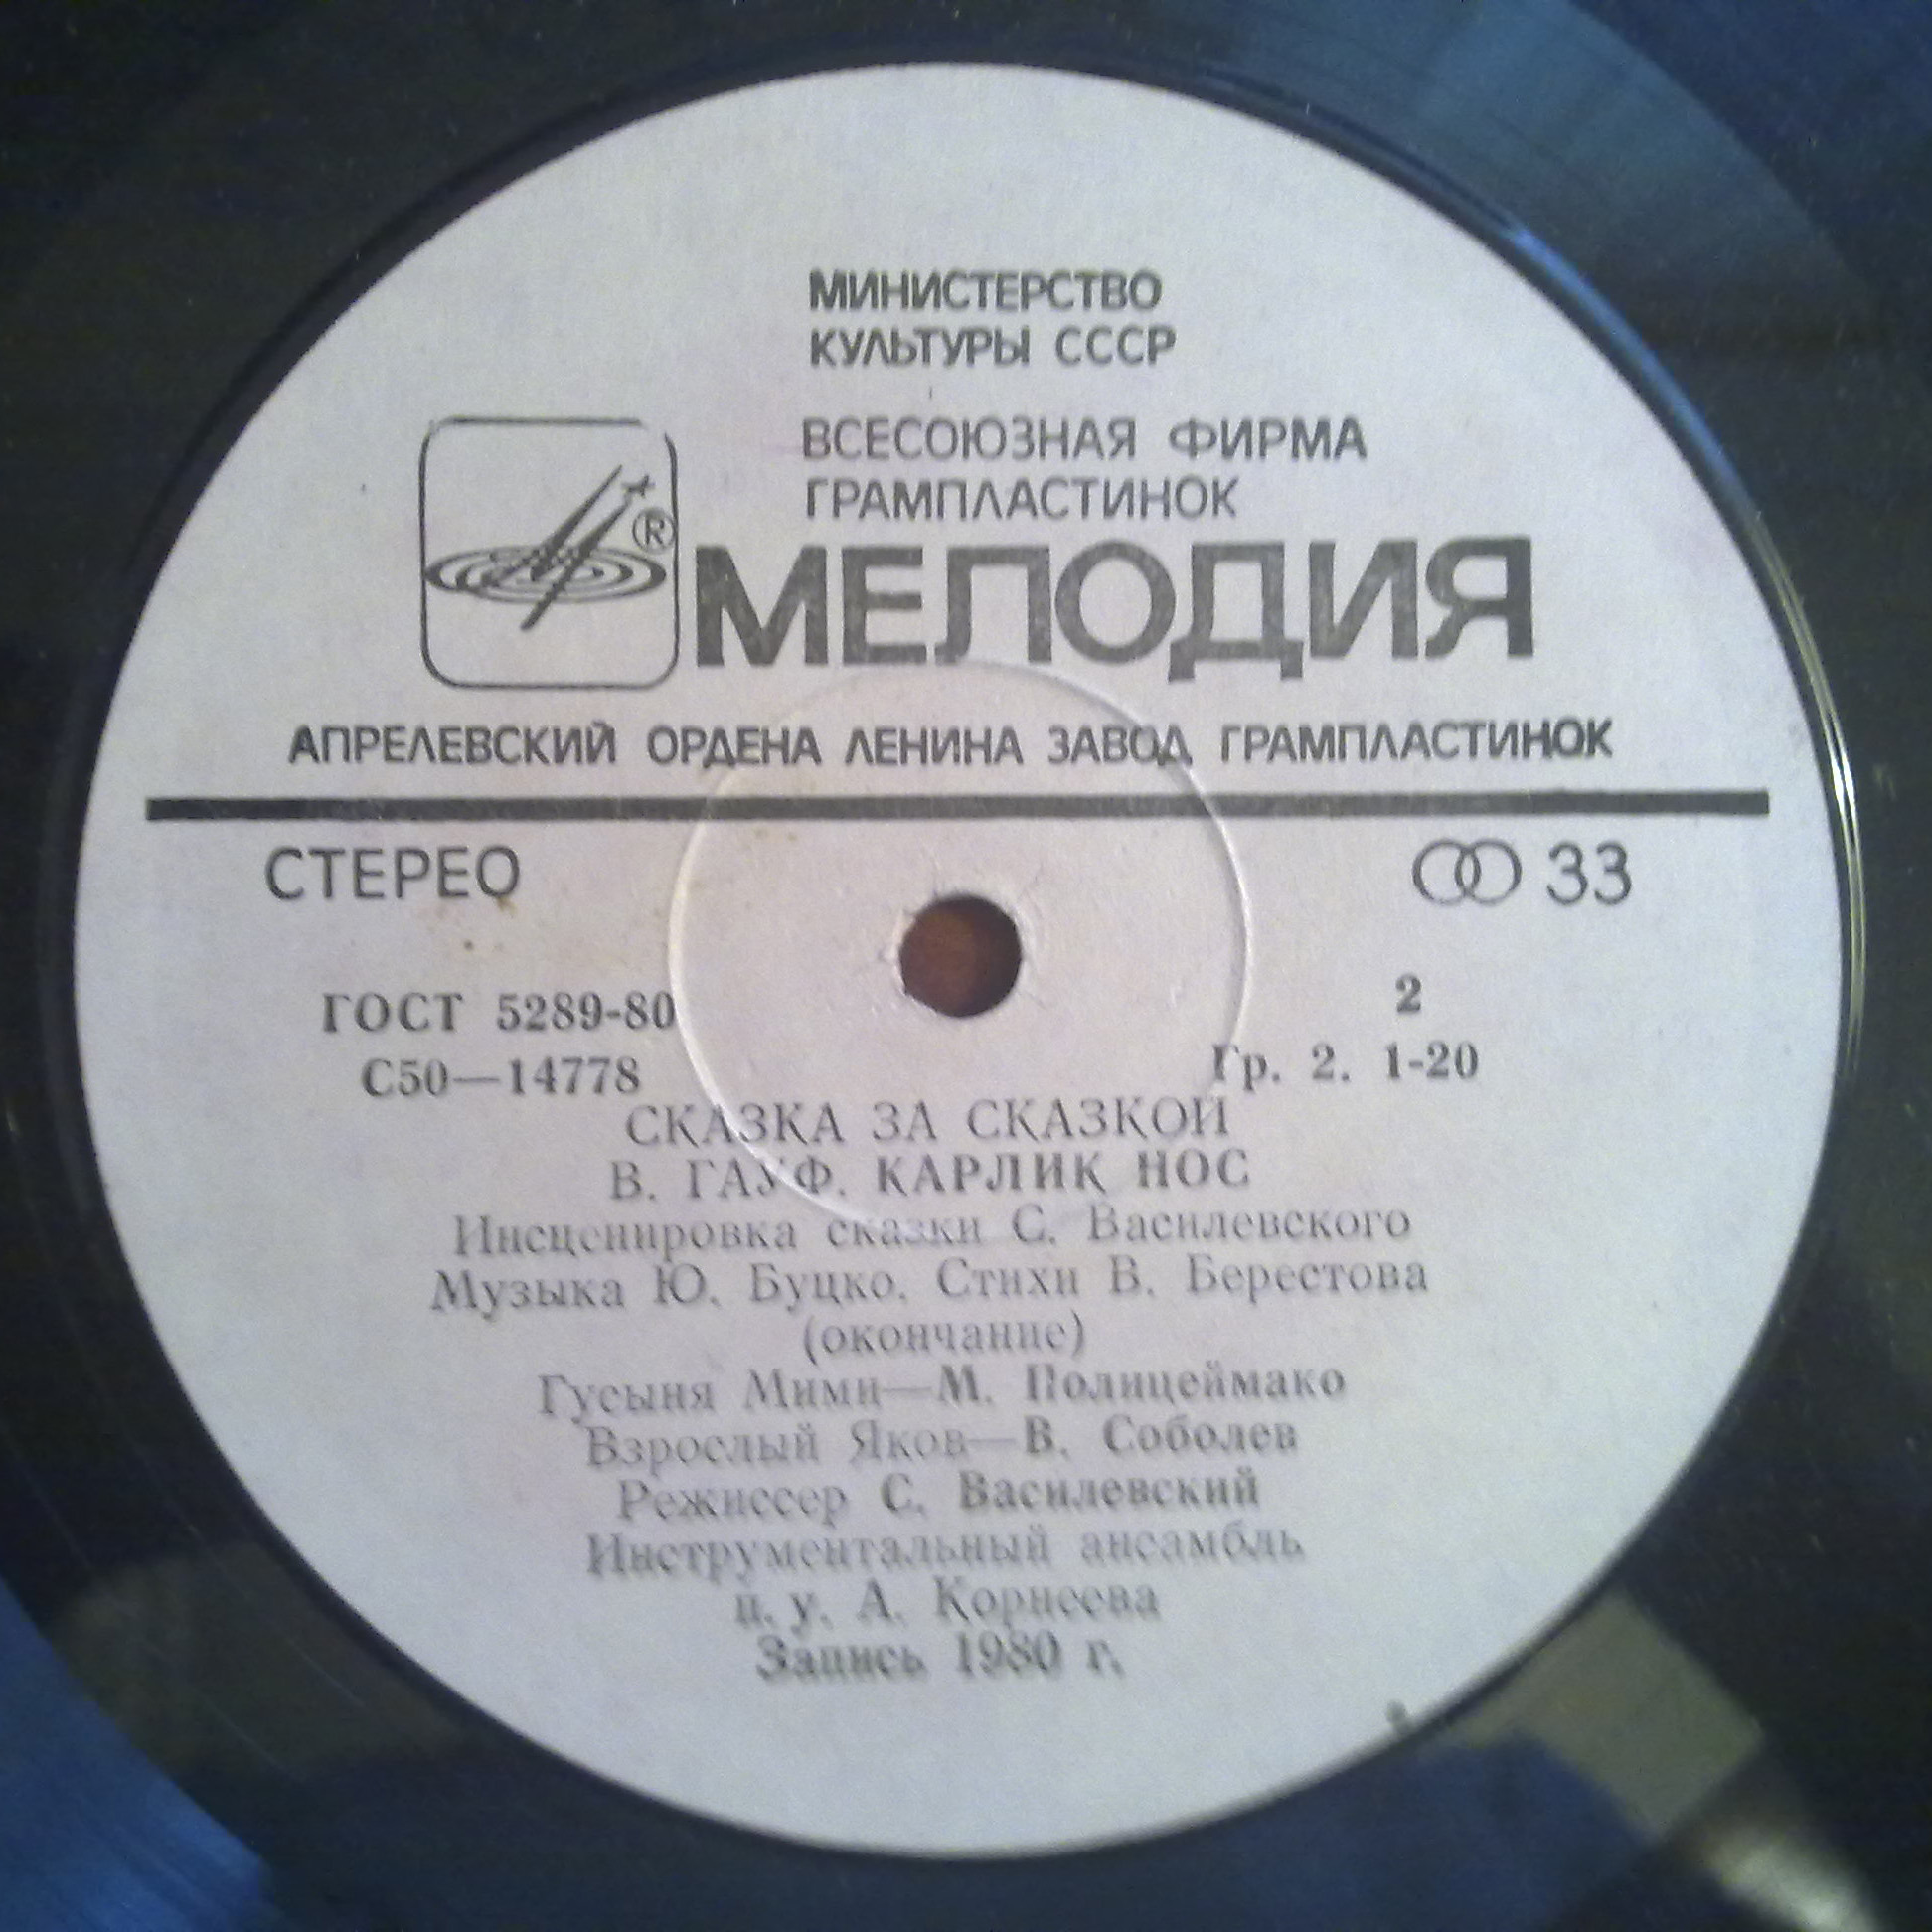 МИНИСТЕРСТВО
КУЛЬТУРЫ СССР
ВСЕСОЮЗНАЯ ФИРМА
ГРАМПЛАСТИНОК
® МЕЛОДИЯ
АПРЕЛЕВСКИЙ ОРДЕНА ЛЕНИНА ЗАВОД ГРАМПЛАСТИНОК
СТЕРЕО 33
ГОСТ 5289-80 2
С50—14778 Гр. 2. 1-20
СКАЗКА ЗА СКАЗКОЙ
В. ГАУФ. КАРЛИК НОС
Инсценировка сказки С. Василевского
Музыка Ю. Буцко. Стихи В. Берестова
(окончание)
Гусыня Мими—М. Полицеймако
Взрослый Яков—В. Соболев
Режиссер С. Василевский
Инструментальный ансамбль
п. у. А. Корнеева
Запись 1980 г.